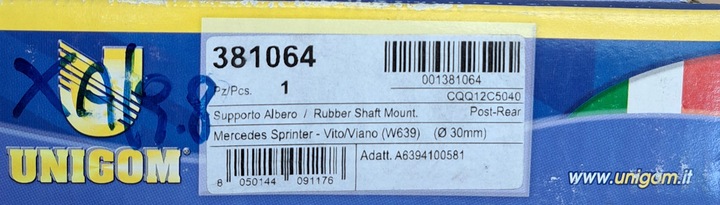 UNIGOM
381064
Pz/Pcs. 1
001381064
CQQ12C5040
Supporto Albero / Rubber Shaft Mount. Post-Rear
Mercedes Sprinter - Vito/Viano (W639) (Ø 30mm)
8 050144 091176
Adatt. A6394100581
www.unigom.it